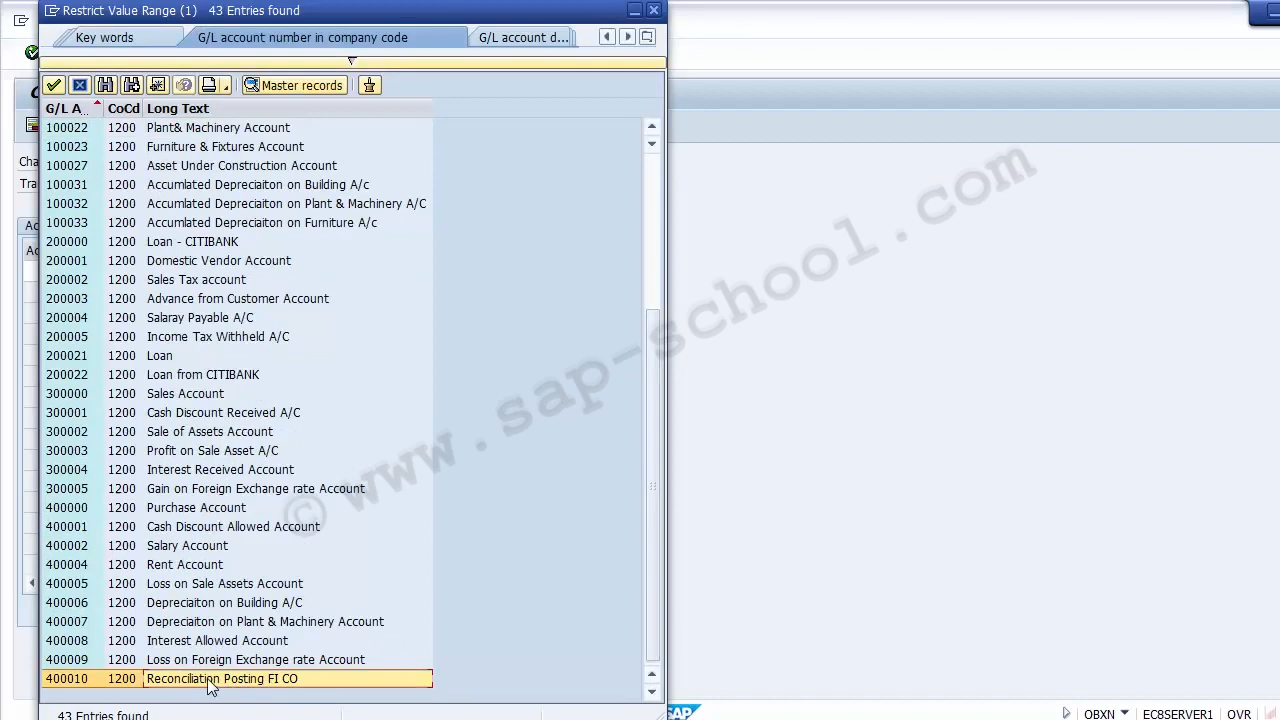 Restrict Value Range (1) 43 Entries found
Key words G/L account number in company code G/L account d...
Master records
G/L A.. CoCd Long Text
100022 1200 Plant& Machinery Account
100023 1200 Furniture & Fixtures Account
100027 1200 Asset Under Construction Account
100031 1200 Accumlated Depreciaiton on Building A/c
100032 1200 Accumlated Depreciaiton on Plant & Machinery A/C
100033 1200 Accumlated Depreciaiton on Furniture A/c
200000 1200 Loan - CITIBANK
200001 1200 Domestic Vendor Account
200002 1200 Sales Tax account
200003 1200 Advance from Customer Account
200004 1200 Salaray Payable A/C
200005 1200 Income Tax Withheld A/C
200021 1200 Loan
200022 1200 Loan from CITIBANK
300000 1200 Sales Account
300001 1200 Cash Discount Received A/C
300002 1200 Sale of Assets Account
300003 1200 Profit on Sale Asset A/C
300004 1200 Interest Received Account
300005 1200 Gain on Foreign Exchange rate Account
400000 1200 Purchase Account
400001 1200 Cash Discount Allowed Account
400002 1200 Salary Account
400004 1200 Rent Account
400005 1200 Loss on Sale Assets Account
400006 1200 Depreciaiton on Building A/C
400007 1200 Depreciaiton on Plant & Machinery Account
400008 1200 Interest Allowed Account
400009 1200 Loss on Foreign Exchange rate Account
400010 1200 Reconciliation Posting FI CO
43 Entries found
Cha
Tra
Ac
Ac
© www.sap-school.com
SAP
OBXN EC8SERVER1 OVR